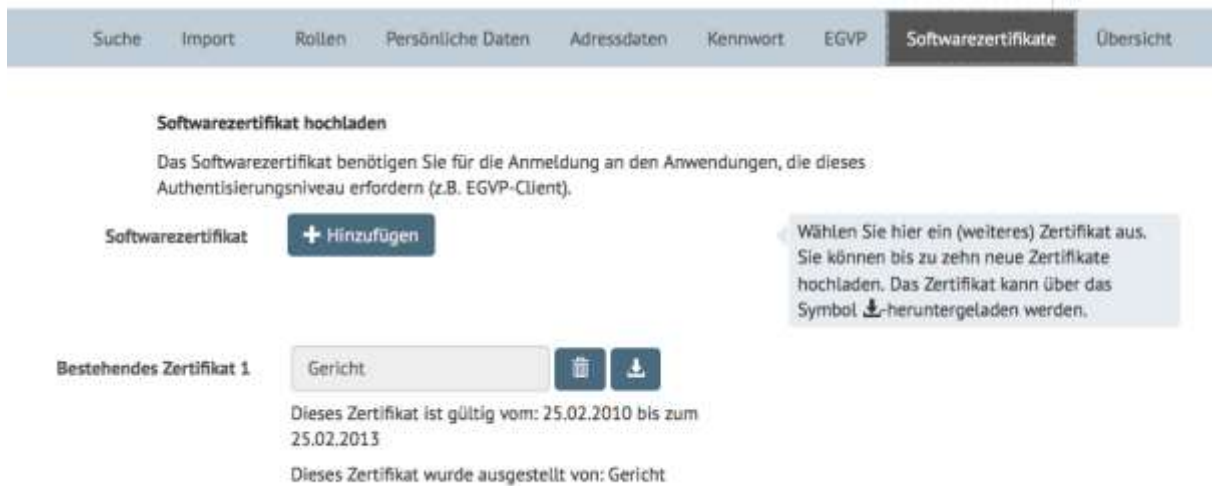 Suche Import Rollen Persönliche Daten Adressdaten Kennwort EGVP Softwarezertifikate Übersicht
Softwarezertifikat hochladen
Das Softwarezertifikat benötigen Sie für die Anmeldung an den Anwendungen, die dieses
Authentisierungsniveau erfordern (z.B. EGVP-Client).
Softwarezertifikat
Hinzufügen
Wählen Sie hier ein (weiteres) Zertifikat aus.
Sie können bis zu zehn neue Zertifikate
hochladen. Das Zertifikat kann über das
Symbol -heruntergeladen werden.
Bestehendes Zertifikat 1
Gericht
Dieses Zertifikat ist gültig vom: 25.02.2010 bis zum
25.02.2013
Dieses Zertifikat wurde ausgestellt von: Gericht